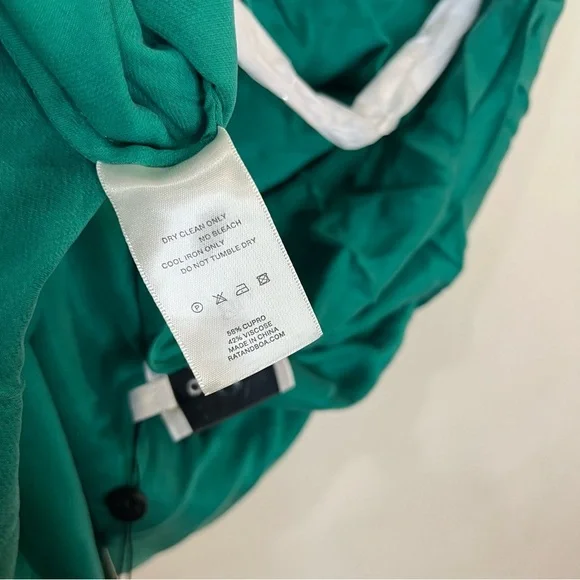 DRY CLEAN ONLY
NO BLEACH
COOL IRON ONLY
DO NOT TUMBLE DRY
P
58% CUPRO
42% VISCOSE
MADE IN CHINA
RATANDBOA.COM